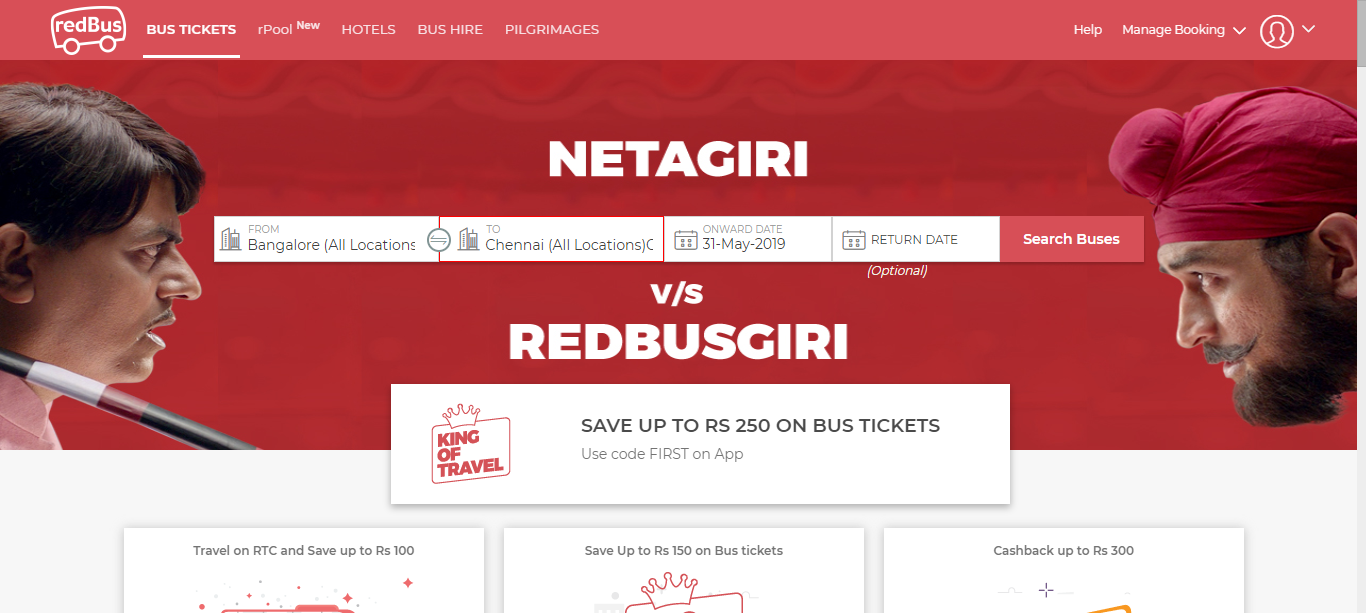 redBus
BUS TICKETS
rPool New
HOTELS
BUS HIRE
PILGRIMAGES
Help
Manage Booking
NETAGIRI
FROM
Bangalore (All Locations
TO
Chennai (All Locations)C
ONWARD DATE
31-May-2019
RETURN DATE
(Optional)
Search Buses
V/S
REDBUSGIRI
KING
OF
TRAVEL
SAVE UP TO RS 250 ON BUS TICKETS
Use code FIRST on App
Travel on RTC and Save up to Rs 100
Save Up to Rs 150 on Bus tickets
Cashback up to Rs 300